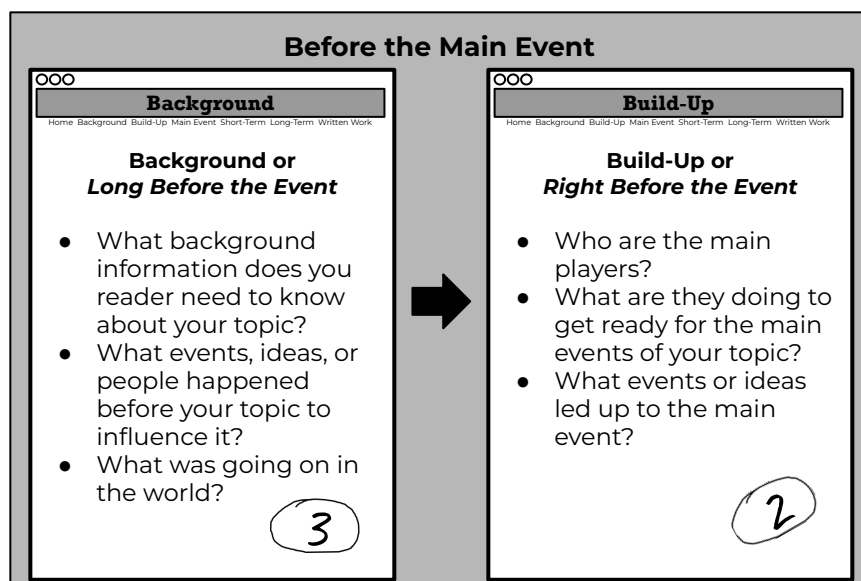 Before the Main Event
Background
Home Background Build-Up Main Event Short-Term Long-Term Written Work
Background or
Long Before the Event
● What background
information does you
reader need to know
about your topic?
● What events, ideas, or
people happened
before your topic to
influence it?
● What was going on in
the world?
3
Build-Up
Home Background Build-Up Main Event Short-Term Long-Term Written Work
Build-Up or
Right Before the Event
● Who are the main
players?
● What are they doing to
get ready for the main
events of your topic?
● What events or ideas
led up to the main
event?
2